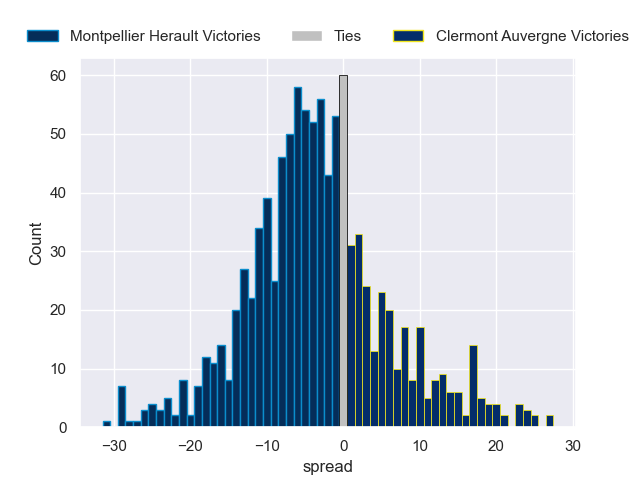 Montpellier Herault Victories Ties Clermont Auvergne Victories
60
50
40
30
20
10
0
Count
−30 −20 −10 0 10 20 30
spread